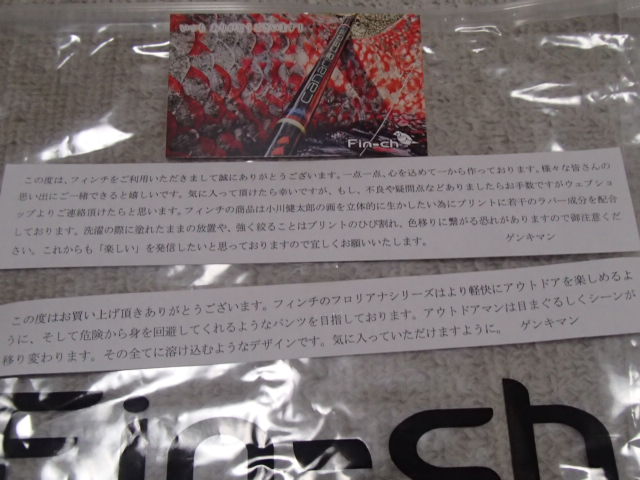 いつも ありがとうございます！
Canary
Fin-ch
この度は、フィンチをご利用いただきまして誠にありがとうございます。一点一点、心を込めて一から作っております。様々な皆さんの
思い出にご一緒できると嬉しいです。気に入って頂けたら幸いですが、もし、不良や疑問点などありましたらお手数ですがウェブショ
ップよりご連絡頂けたらと思います。フィンチの商品は小川健太郎の画を立体的に生かしたい為にプリントに若干のラバー成分を配合
しております。洗濯の際に塗れたままの放置や、強く絞ることはプリントのひび割れ、色移りに繋がる恐れがありますので御注意くだ
さい。これからも「楽しい」を発信したいと思っておりますので宜しくお願いいたします。　ゲンキマン
この度はお買い上げ頂きありがとうございます。フィンチのフロリアナシリーズはより軽快にアウトドアを楽しめるよ
うに、そして危険から身を回避してくれるようなパンツを目指しております。アウトドアマンは目まぐるしくシーンが
移り変わります。その全てに溶け込むようなデザインです。気に入っていただけますように。　ゲンキマン
Fin-ch